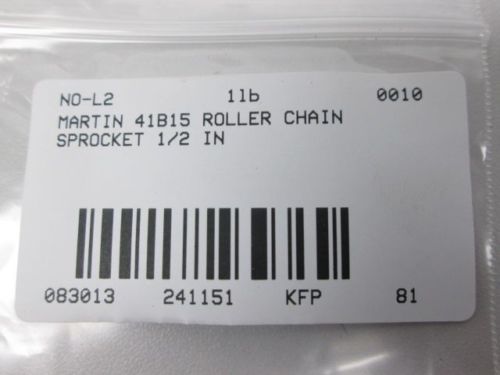 NO-L2 1lb 0010
MARTIN 41B15 ROLLER CHAIN
SPROCKET 1/2 IN
083013 241151 KFP 81